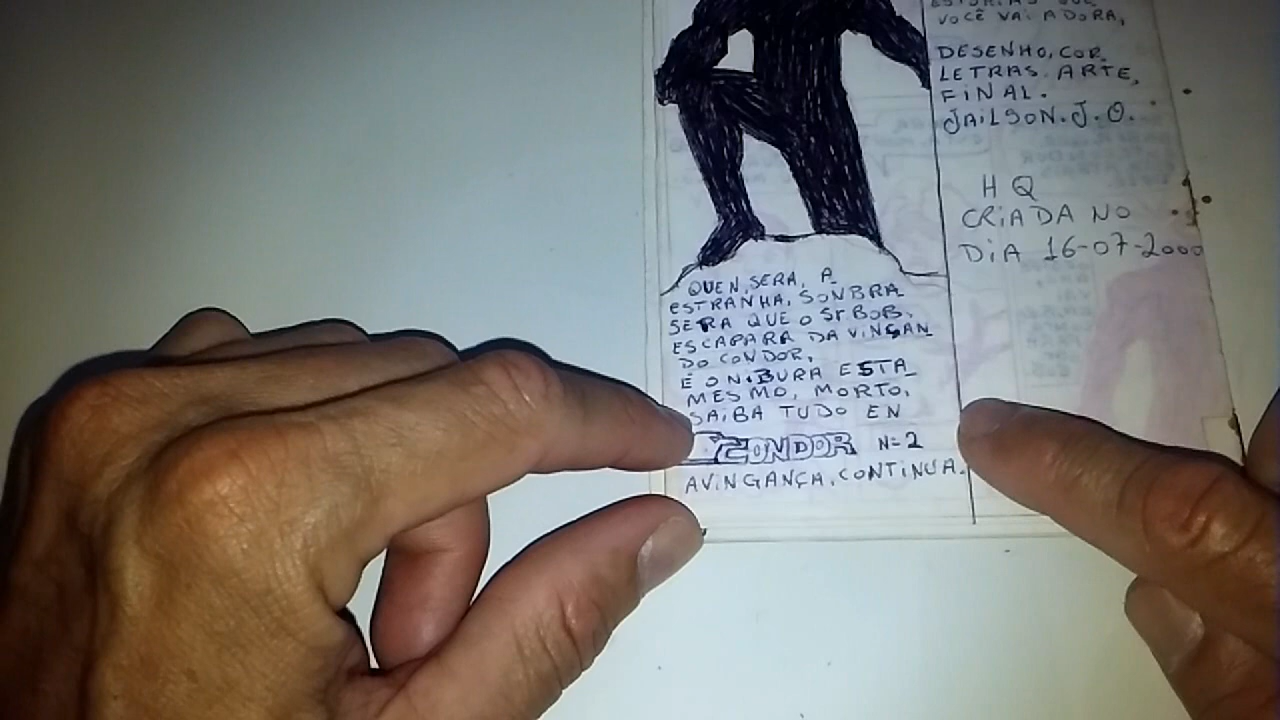 VOCÊ VAI ADORA,
DESENHO, COR,
LETRAS. ARTE,
FINAL.
JAILSON. J. O.
H Q
CRIADA NO
DIA 16-07-2000
QUEN, SERA, A
ESTRANHA, SONBRA
SERA QUE O Sr BOB,
ESCAPARA DA VINGAN
DO CONDOR,
E ONIBURA ESTA
MESMO, MORTO,
SAIBA TUDO EN
CONDOR N=2
AVINGANÇA, CONTINUA.